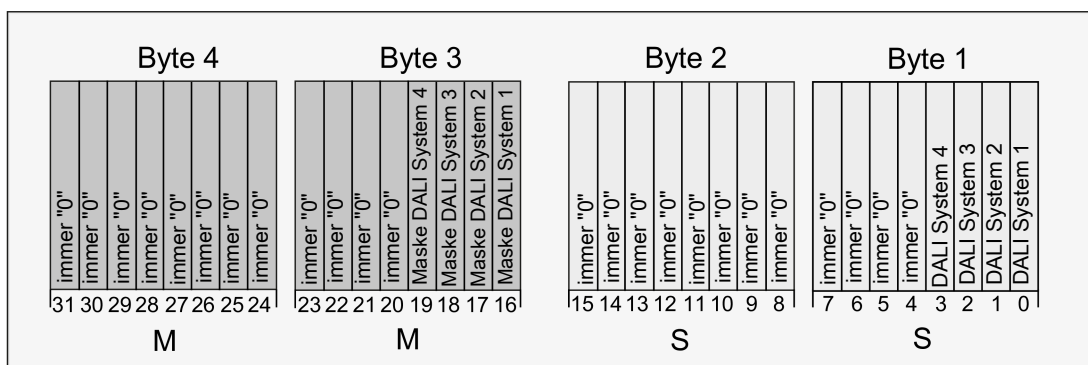 Byte 4 Byte 3 Byte 2 Byte 1
immer "0" immer "0" immer "0" immer "0" immer "0" immer "0" immer "0" immer "0"
immer "0" immer "0" immer "0" immer "0" Maske DALI System 4 Maske DALI System 3 Maske DALI System 2 Maske DALI System 1
immer "0" immer "0" immer "0" immer "0" immer "0" immer "0" immer "0" immer "0"
immer "0" immer "0" immer "0" immer "0" DALI System 4 DALI System 3 DALI System 2 DALI System 1
31 30 29 28 27 26 25 24 23 22 21 20 19 18 17 16 15 14 13 12 11 10 9 8 7 6 5 4 3 2 1 0
M M S S